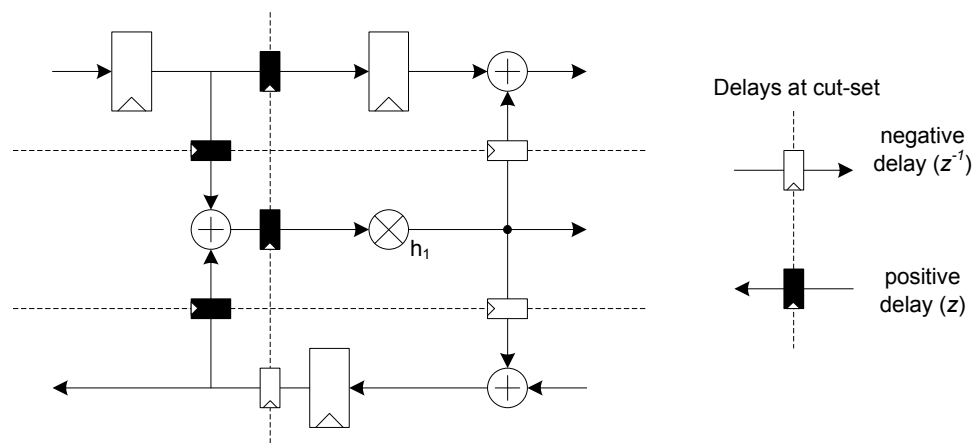 Delays at cut-set
negative
delay (z⁻¹)
positive
delay (z)
h₁